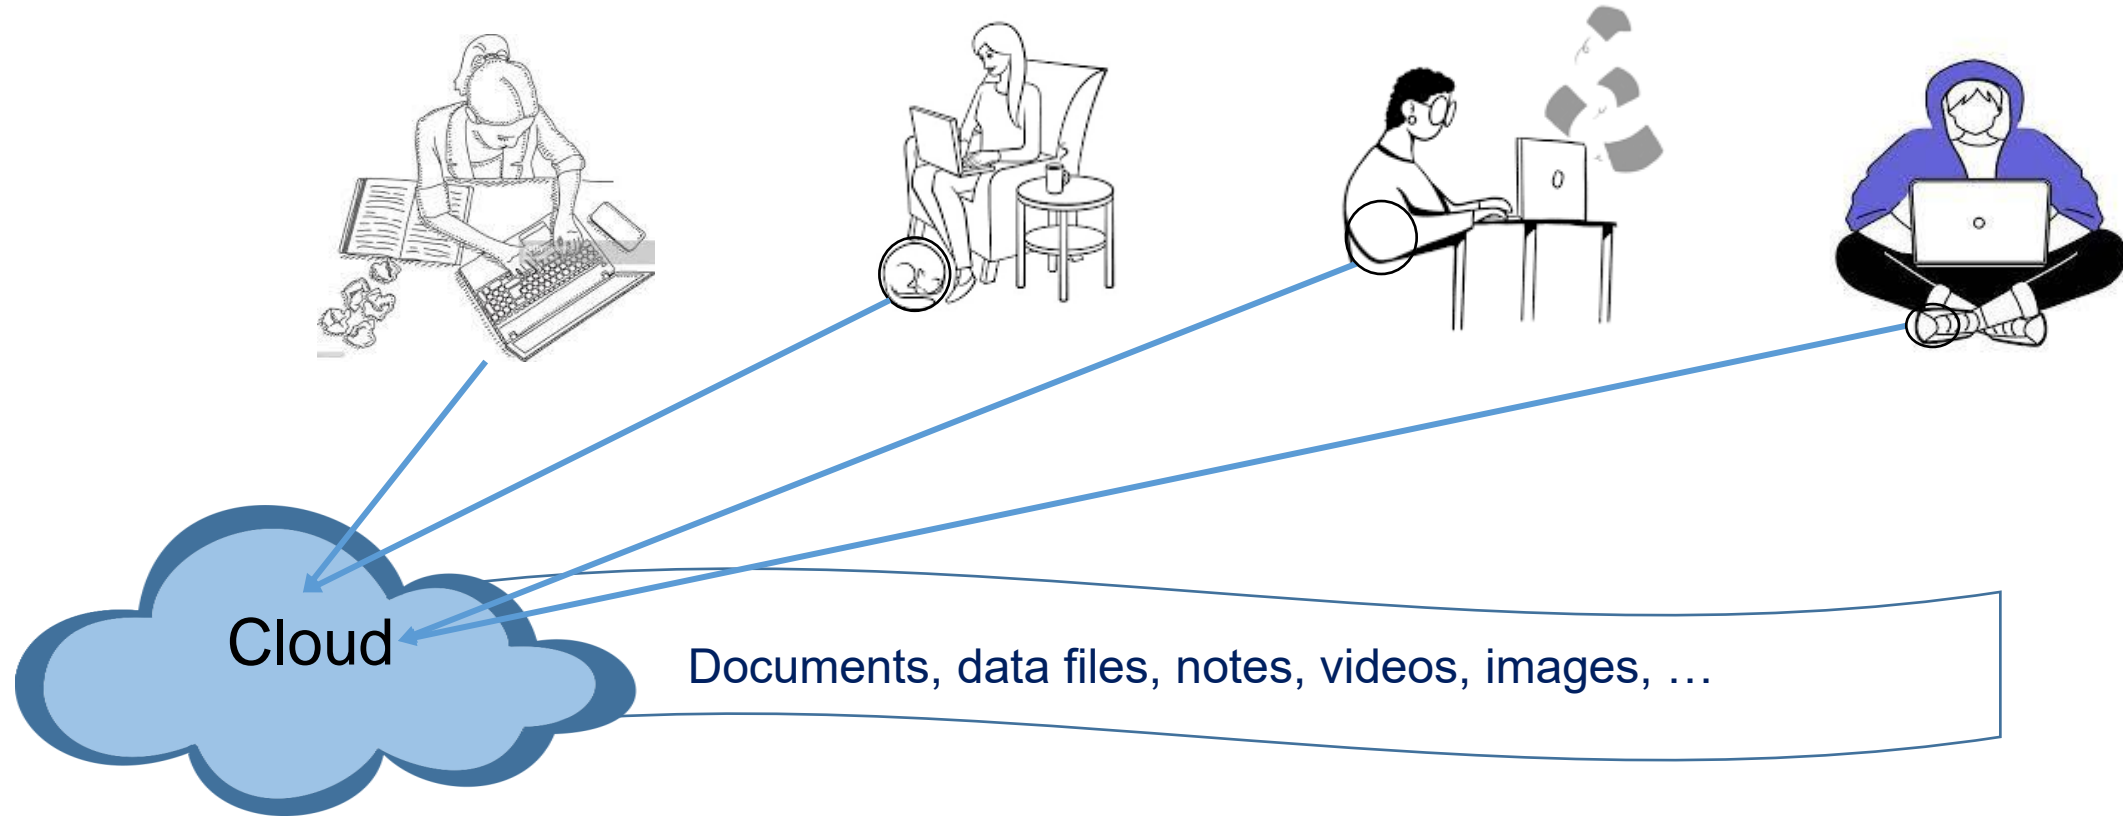 Cloud
Documents, data files, notes, videos, images, …